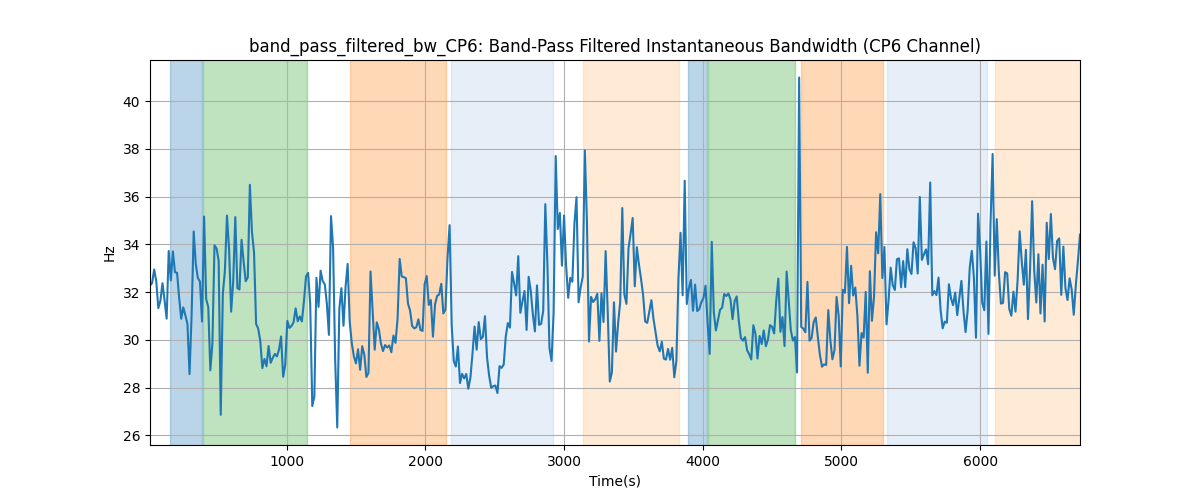 band_pass_filtered_bw_CP6: Band-Pass Filtered Instantaneous Bandwidth (CP6 Channel)
Hz
40
38
36
34
32
30
28
26
1000 2000 3000 4000 5000 6000
Time(s)